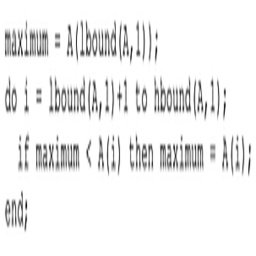 maximum = A(lbound(A,1));
do i = lbound(A,1)+1 to hbound(A,1);
if maximum < A(i) then maximum = A(i);
end;